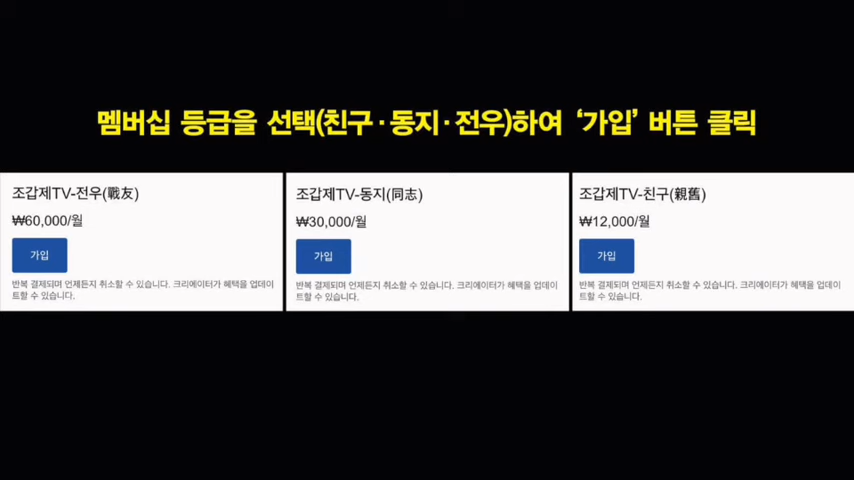 멤버십 등급을 선택(친구·동지·전우)하여 ‘가입’ 버튼 클릭
조갑제TV-전우(戰友)
₩60,000/월
가입
반복 결제되며 언제든지 취소할 수 있습니다. 크리에이터가 혜택을 업데이
트할 수 있습니다.
조갑제TV-동지(同志)
₩30,000/월
가입
반복 결제되며 언제든지 취소할 수 있습니다. 크리에이터가 혜택을 업데이
트할 수 있습니다.
조갑제TV-친구(親舊)
₩12,000/월
가입
반복 결제되며 언제든지 취소할 수 있습니다. 크리에이터가 혜택을 업데이
트할 수 있습니다.